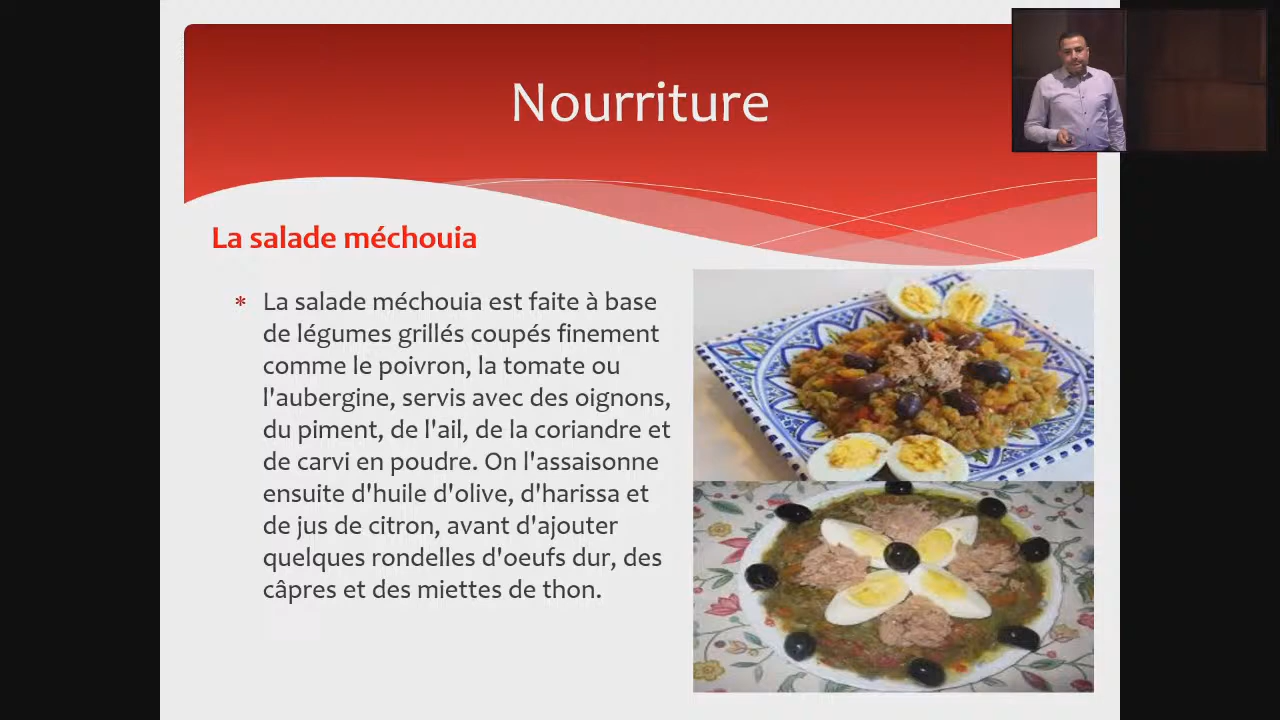 Nourriture
La salade méchouia
* La salade méchouia est faite à base
de légumes grillés coupés finement
comme le poivron, la tomate ou
l'aubergine, servis avec des oignons,
du piment, de l'ail, de la coriandre et
de carvi en poudre. On l'assaisonne
ensuite d'huile d'olive, d'harissa et
de jus de citron, avant d'ajouter
quelques rondelles d'oeufs dur, des
câpres et des miettes de thon.